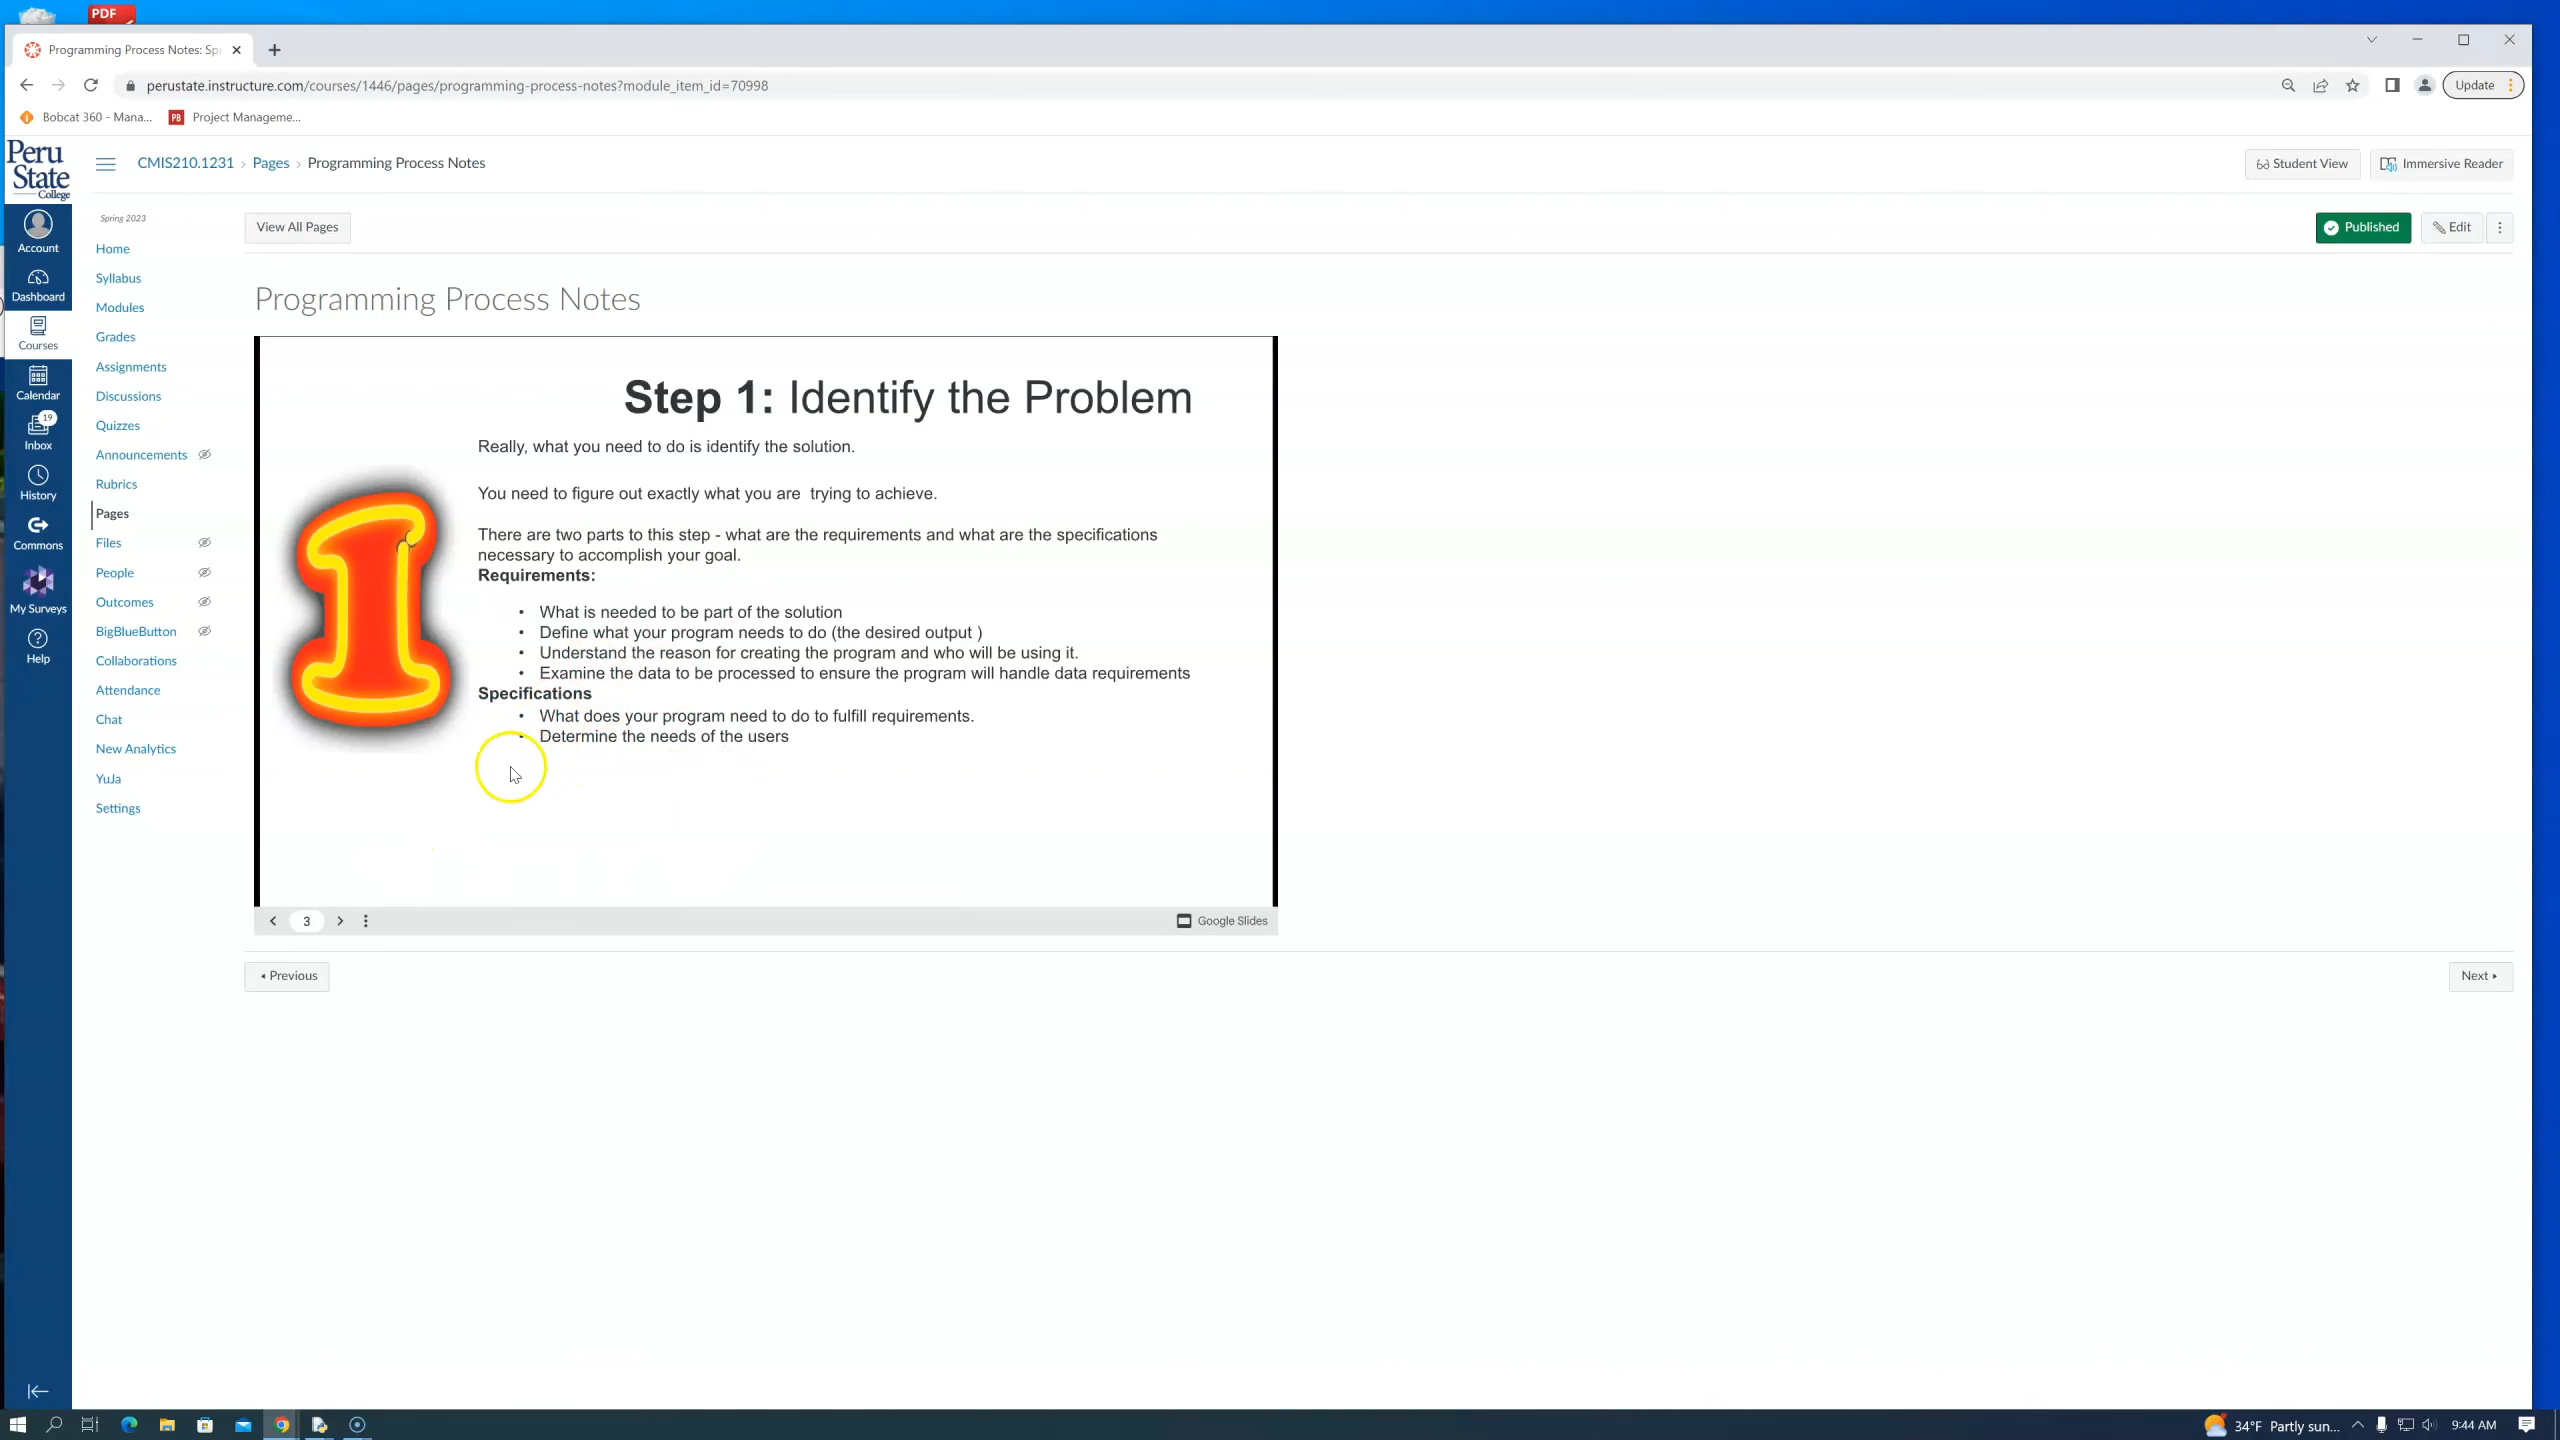 PDF
Programming Process Notes: Sp
perustate.instructure.com/courses/1446/pages/programming-process-notes?module_item_id=70998
Update
Bobcat 360 - Mana...
PB Project Manageme...
Peru
State
College
CMIS210.1231 › Pages › Programming Process Notes
Student View
Immersive Reader
Account
Dashboard
Courses
Calendar
19
Inbox
History
Commons
My Surveys
Help
Spring 2023
Home
Syllabus
Modules
Grades
Assignments
Discussions
Quizzes
Announcements
Rubrics
Pages
Files
People
Outcomes
BigBlueButton
Collaborations
Attendance
Chat
New Analytics
YuJa
Settings
View All Pages
Published
Edit
Programming Process Notes
Step 1: Identify the Problem
Really, what you need to do is identify the solution.
You need to figure out exactly what you are trying to achieve.
There are two parts to this step - what are the requirements and what are the specifications
necessary to accomplish your goal.
Requirements:
• What is needed to be part of the solution
• Define what your program needs to do (the desired output )
• Understand the reason for creating the program and who will be using it.
• Examine the data to be processed to ensure the program will handle data requirements
Specifications
• What does your program need to do to fulfill requirements.
• Determine the needs of the users
1
3
Google Slides
Previous
Next
34°F Partly sun...
9:44 AM